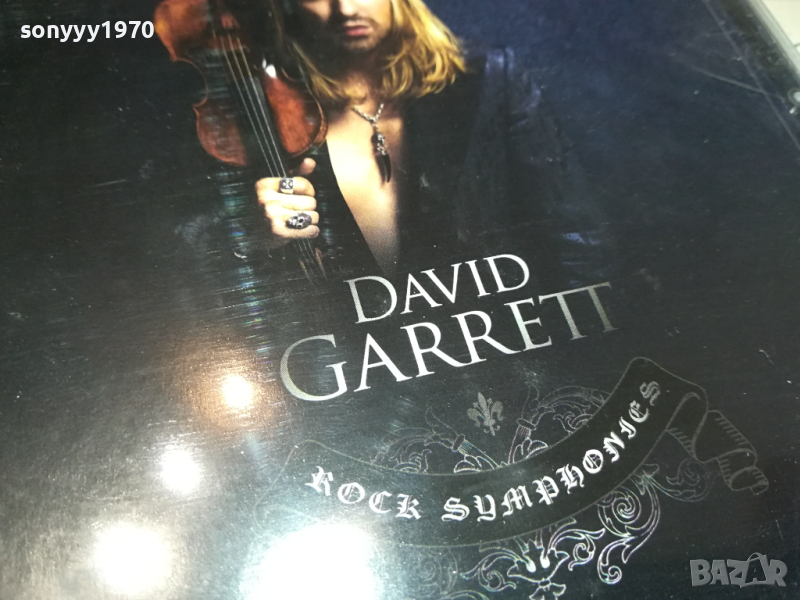 sonyyy1970
DAVID
GARRETT
ROCK SYMPHONIES
BAZAR